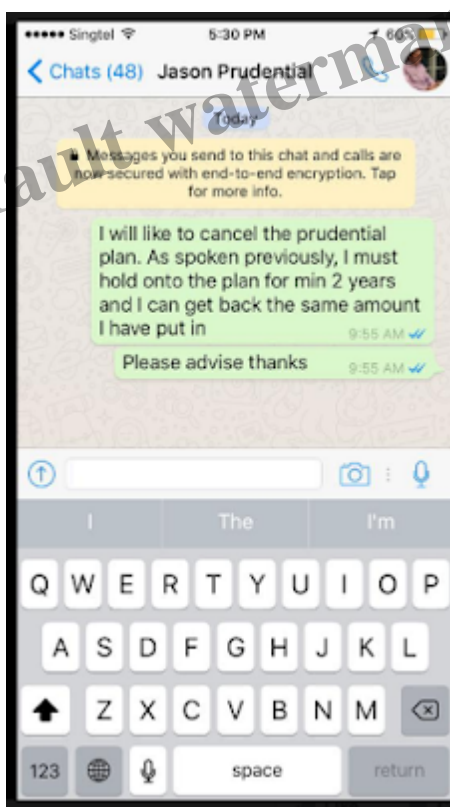 Singtel 5:30 PM 60%
Chats (48) Jason Prudential
Today
Messages you send to this chat and calls are
now secured with end-to-end encryption. Tap
for more info.
I will like to cancel the prudential
plan. As spoken previously, I must
hold onto the plan for min 2 years
and I can get back the same amount
I have put in
9:55 AM
Please advise thanks 9:55 AM
I The I'm
Q W E R T Y U I O P
A S D F G H J K L
Z X C V B N M
123 space return